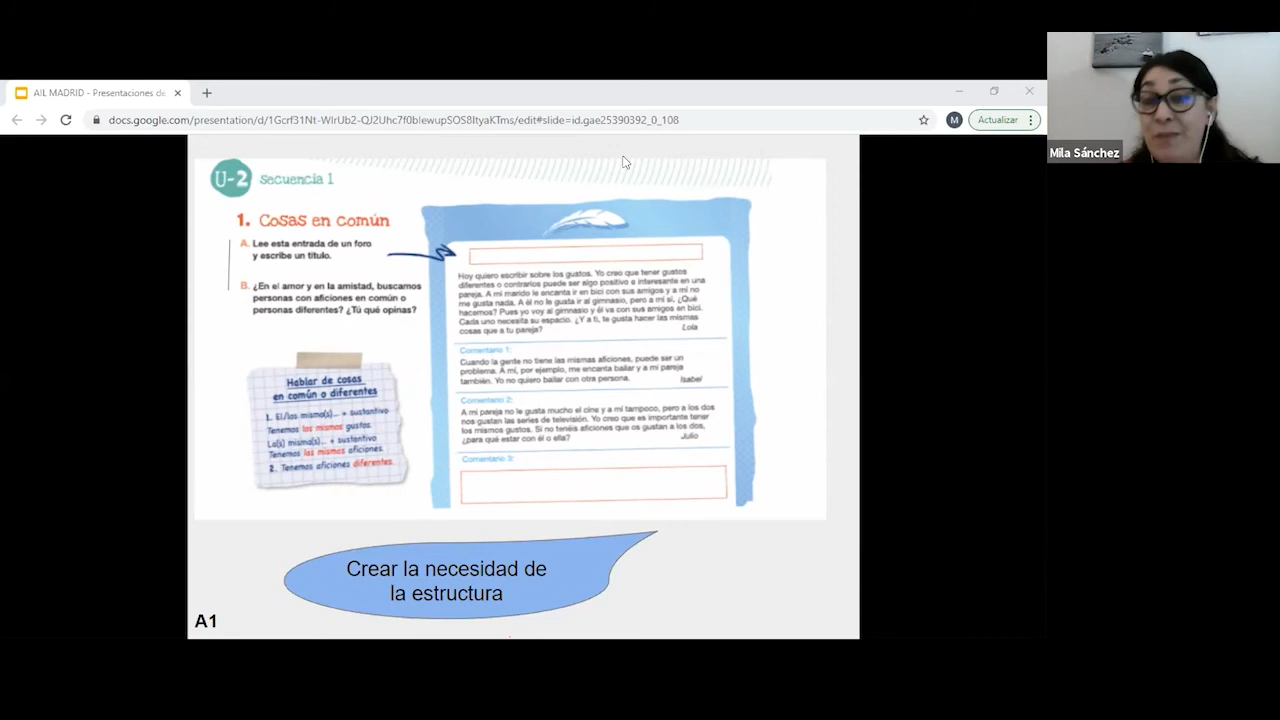 AIL MADRID - Presentaciones de
docs.google.com/presentation/d/1Gcrf31Nt-WIrUb2-QJ2Uhc7f0blewupSOS8ItyaKTms/edit#slide=id.gae25390392_0_108
M
Actualizar
Mila Sánchez
U-2
Secuencia 1
1. Cosas en común
A. Lee esta entrada de un foro
y escribe un título.
B. ¿En el amor y en la amistad, buscamos
personas con aficiones en común o
personas diferentes? ¿Tú qué opinas?
Hablar de cosas
en común o diferentes
1. El/los mismo(s)... + sustantivo
Tenemos los mismos gustos.
La(s) misma(s)... + sustantivo
Tenemos las mismas aficiones.
2. Tenemos aficiones diferentes.
Hoy quiero escribir sobre los gustos. Yo creo que tener gustos
diferentes o contrarios puede ser algo positivo e interesante en una
pareja. A mi marido le encanta ir en bici con sus amigos y a mí no
me gusta nada. A él no le gusta ir al gimnasio, pero a mí sí. ¿Qué
hacemos? Pues yo voy al gimnasio y él va con sus amigos en bici.
Cada uno necesita su espacio. ¿Y a ti, te gusta hacer las mismas
cosas que a tu pareja?
Lola
Comentario 1:
Cuando la gente no tiene las mismas aficiones, puede ser un
problema. A mí, por ejemplo, me encanta bailar y a mi pareja
también. Yo no quiero bailar con otra persona.
Isabel
Comentario 2:
A mi pareja no le gusta mucho el cine y a mí tampoco, pero a los dos
nos gustan las series de televisión. Yo creo que es importante tener
los mismos gustos. Si no tenéis aficiones que os gustan a los dos,
¿para qué estar con él o ella?
Julio
Comentario 3:
Crear la necesidad de
la estructura
A1